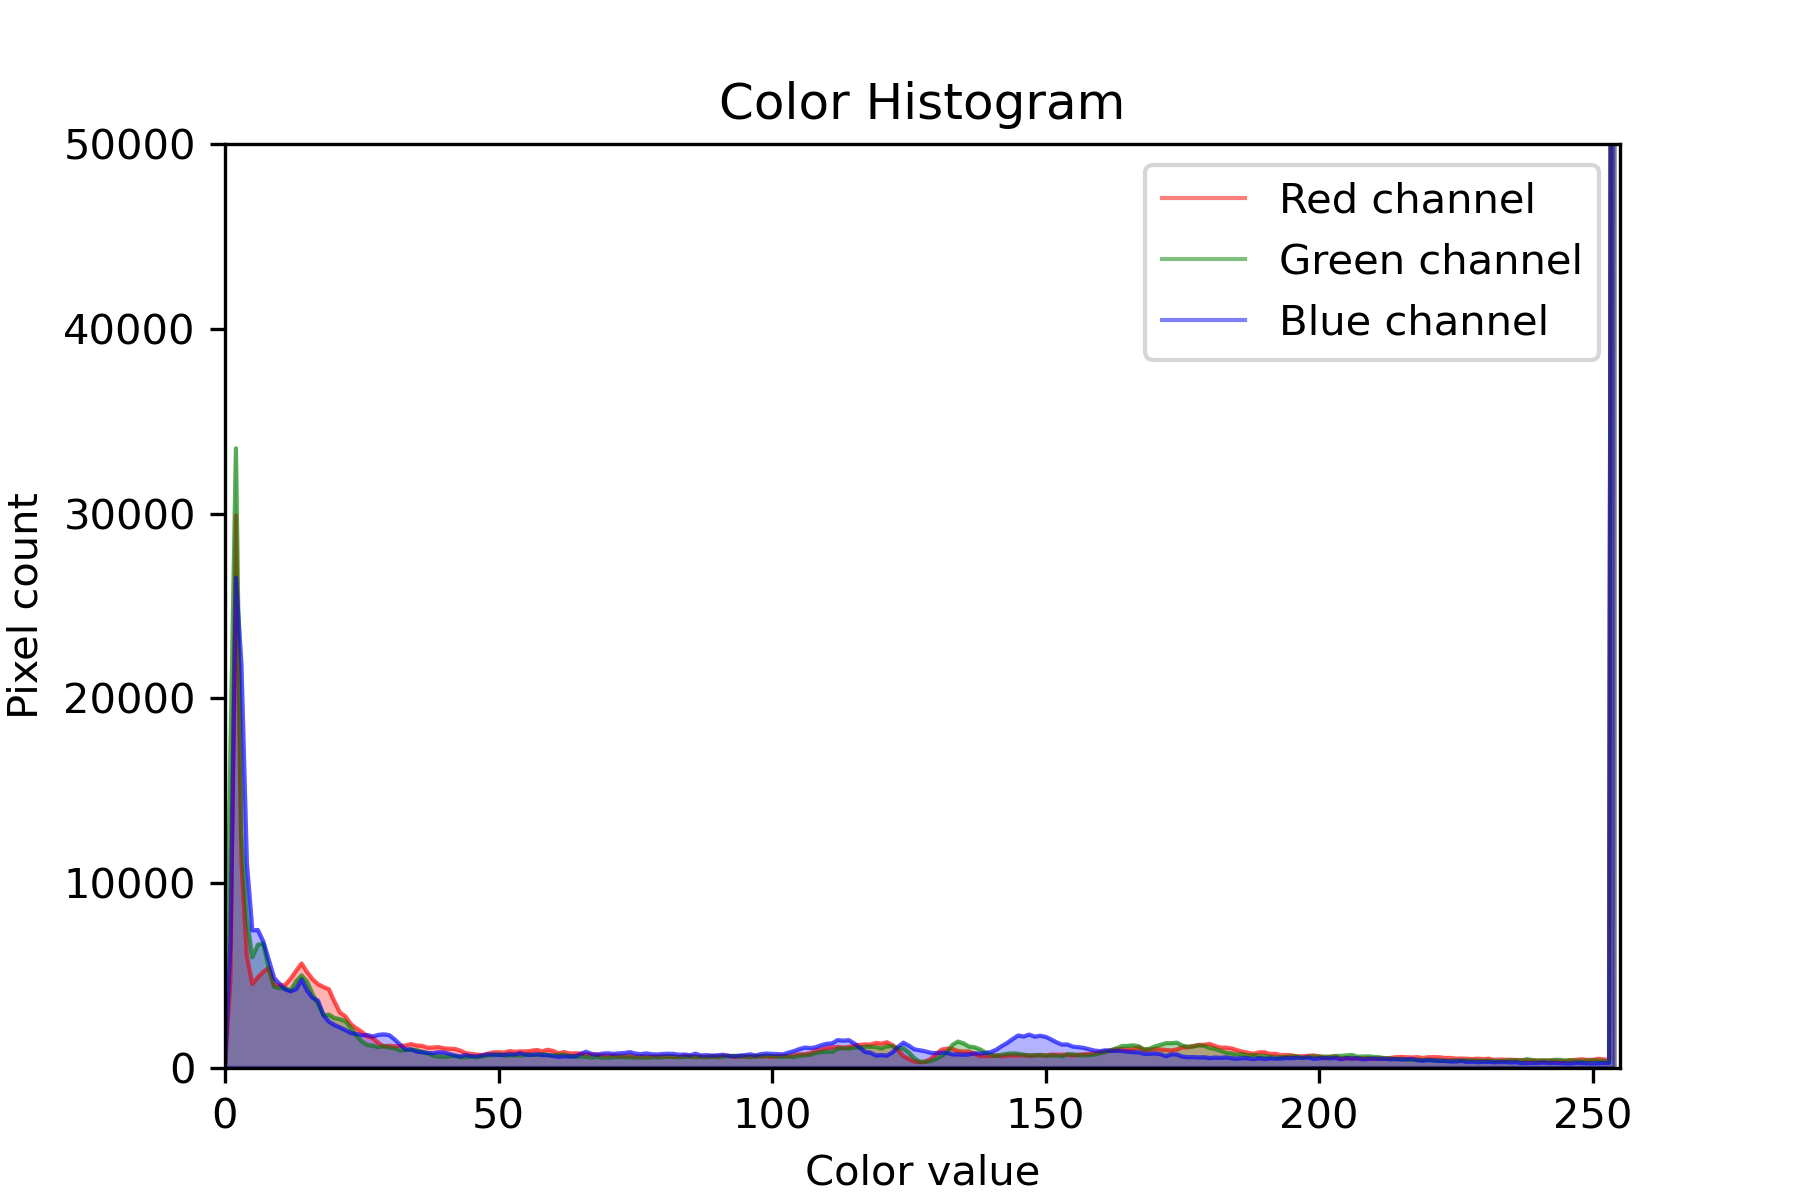 Color Histogram
50000
40000
30000
20000
10000
0
Pixel count
Red channel
Green channel
Blue channel
0 50 100 150 200 250
Color value